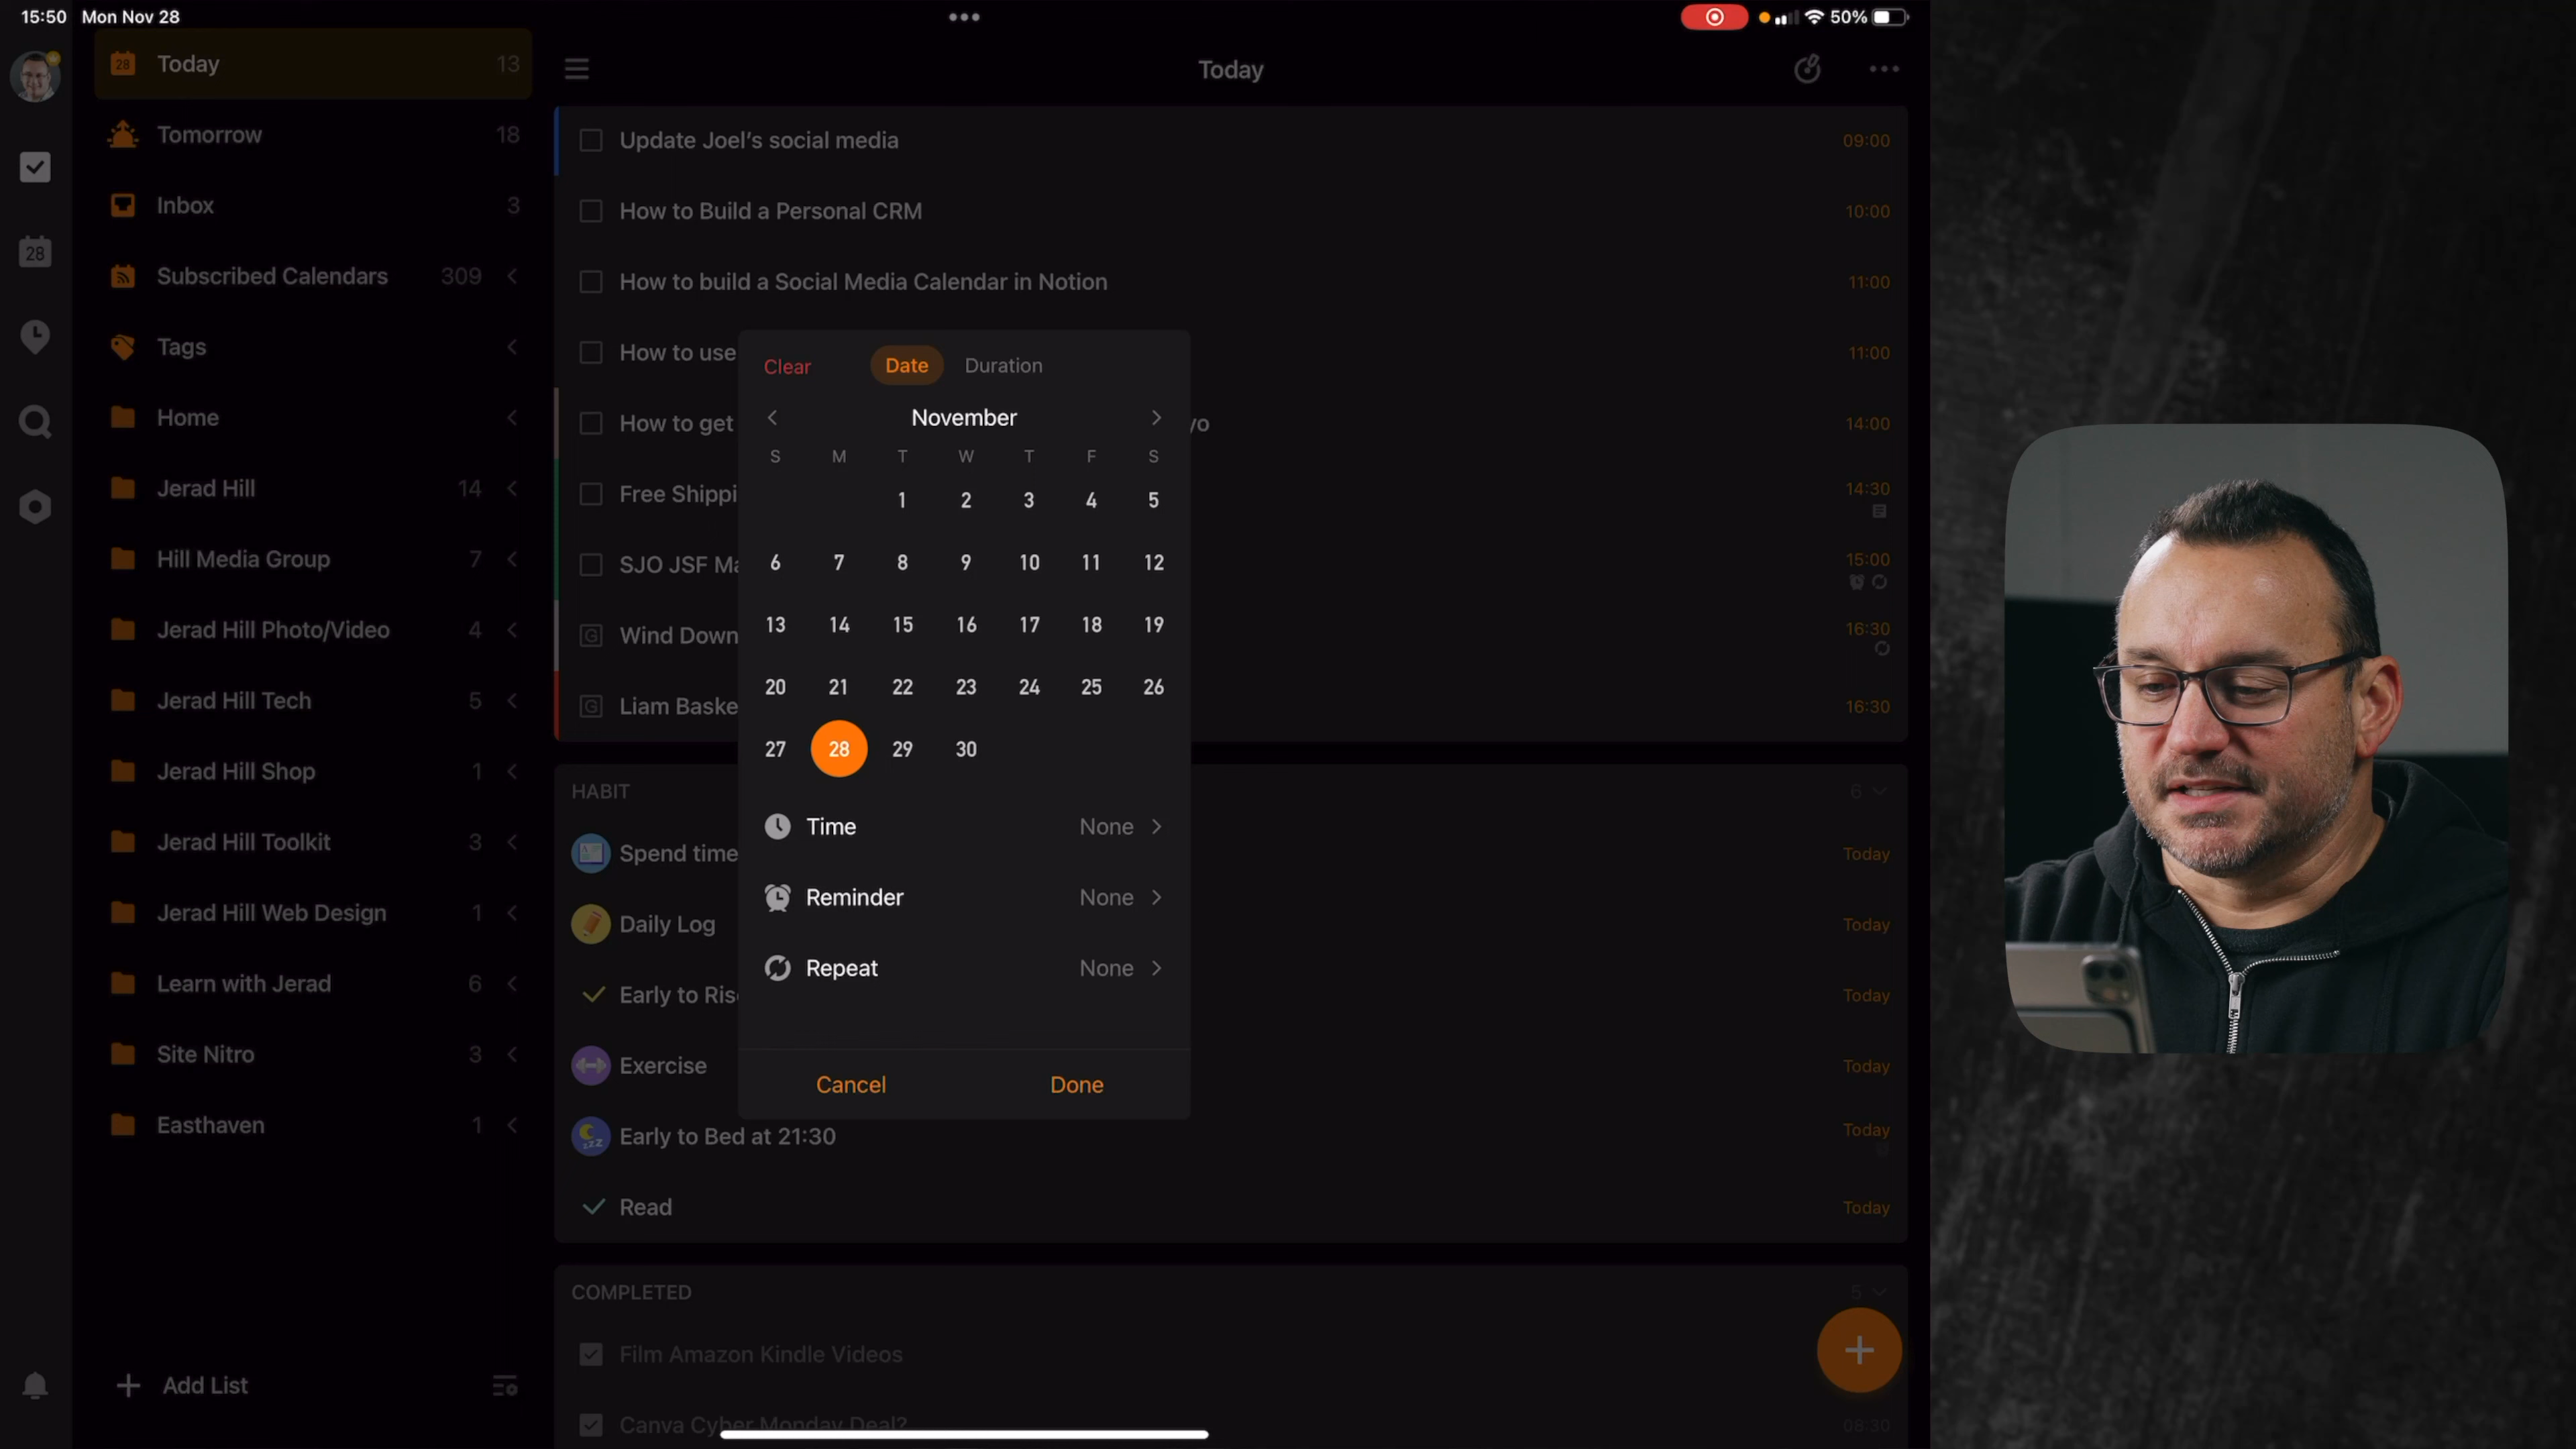 15:50 Mon Nov 28
50%
28 Today 13
Tomorrow 18
Inbox 3
28 Subscribed Calendars 309
Tags
Home
Jerad Hill 14
Hill Media Group 7
Jerad Hill Photo/Video 4
Jerad Hill Tech 5
Jerad Hill Shop 1
Jerad Hill Toolkit 3
Jerad Hill Web Design 1
Learn with Jerad 6
Site Nitro 3
Easthaven 1
Add List
Today
Update Joel's social media 09:00
How to Build a Personal CRM 10:00
How to build a Social Media Calendar in Notion 11:00
How to use 11:00
How to get yo 14:00
Free Shippi 14:30
SJO JSF Ma 15:00
G Wind Down 16:30
G Liam Baske 16:30
Clear Date Duration
November
S M T W T F S
1 2 3 4 5
6 7 8 9 10 11 12
13 14 15 16 17 18 19
20 21 22 23 24 25 26
27 28 29 30
Time None
Reminder None
Repeat None
Cancel Done
HABIT 6
Spend time Today
Daily Log Today
Early to Ris Today
Exercise Today
Early to Bed at 21:30 Today
Read Today
COMPLETED 5
Film Amazon Kindle Videos
Canva Cyber Monday Deal? 08:30